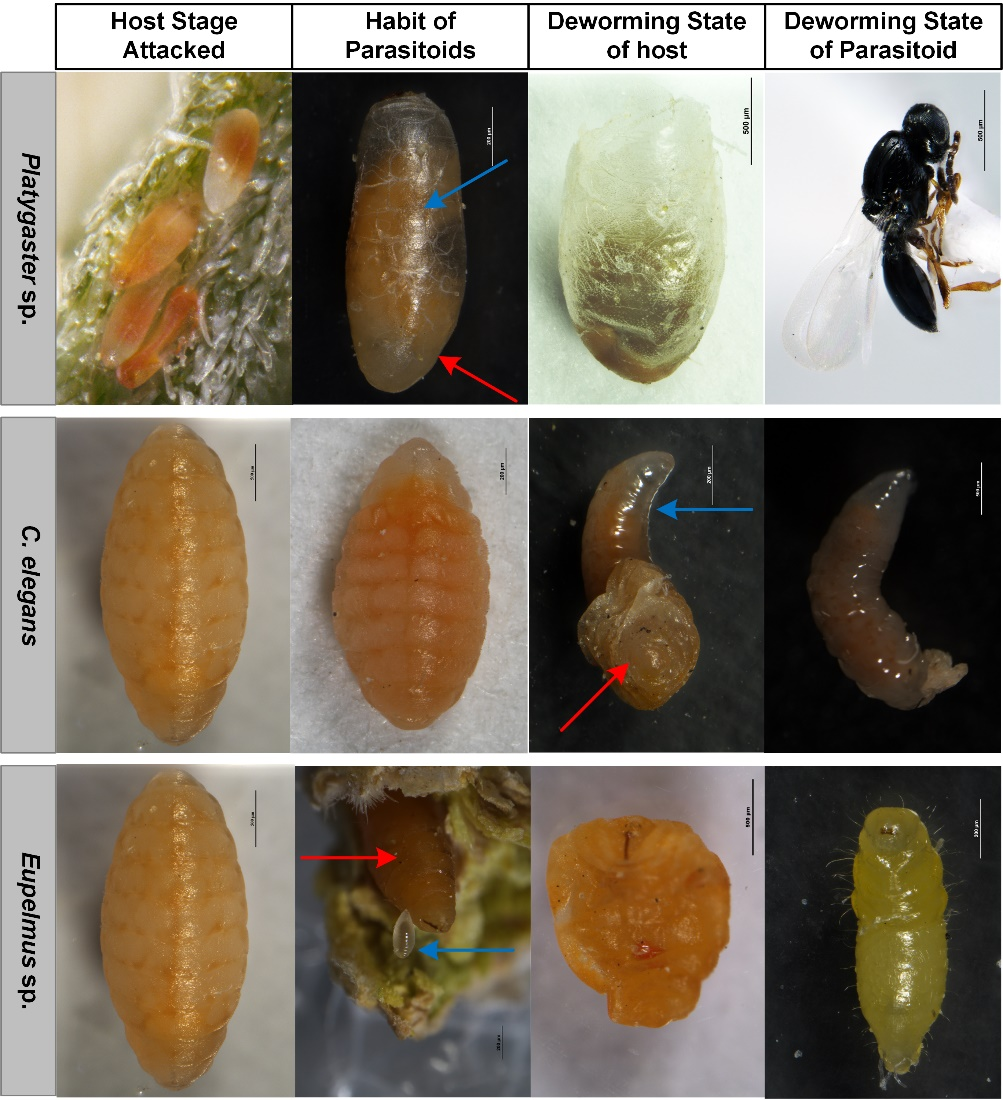 Host Stage
Attacked
Habit of
Parasitoids
Deworming State
of host
Deworming State
of Parasitoid
Platygaster sp.
500 µm
500 µm
C. elegans
200 µm
200 µm
Eupelmus sp.
500 µm
200 µm